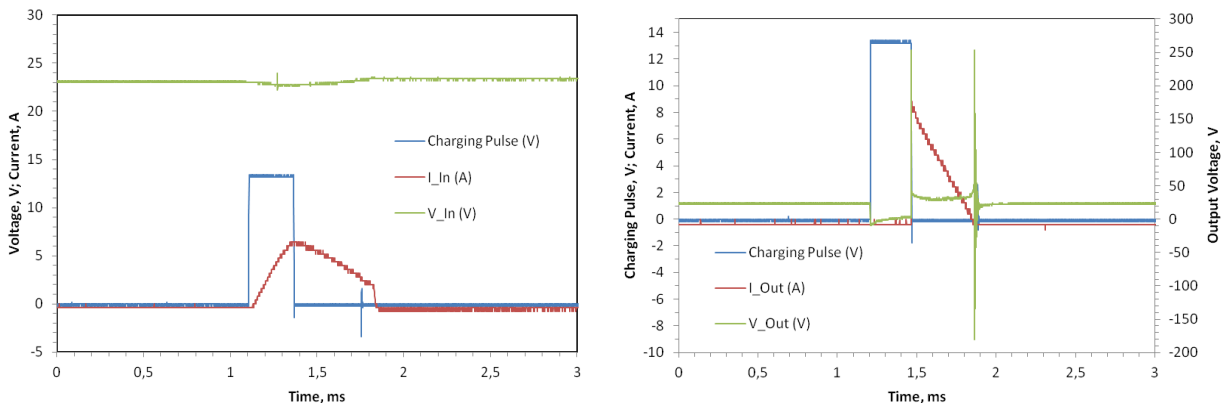 30
25
20
15
10
5
0
-5
Voltage, V; Current, A
Charging Pulse (V)
I_In (A)
V_In (V)
0 0,5 1 1,5 2 2,5 3
Time, ms
14
12
10
8
6
4
2
0
-2
-4
-6
-8
-10
Charging Pulse, V; Current, A
Charging Pulse (V)
I_Out (A)
V_Out (V)
300
250
200
150
100
50
0
-50
-100
-150
-200
Output Voltage, V
0 0,5 1 1,5 2 2,5 3
Time, ms